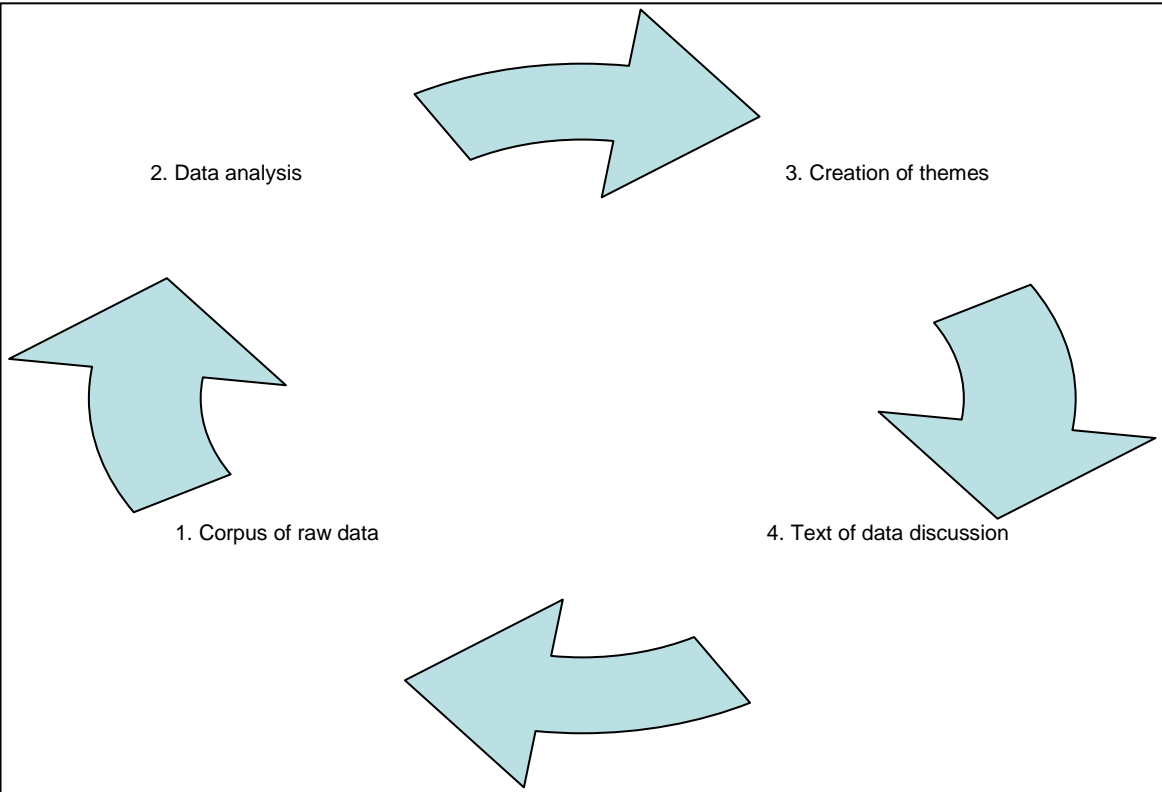 2. Data analysis
3. Creation of themes
1. Corpus of raw data
4. Text of data discussion